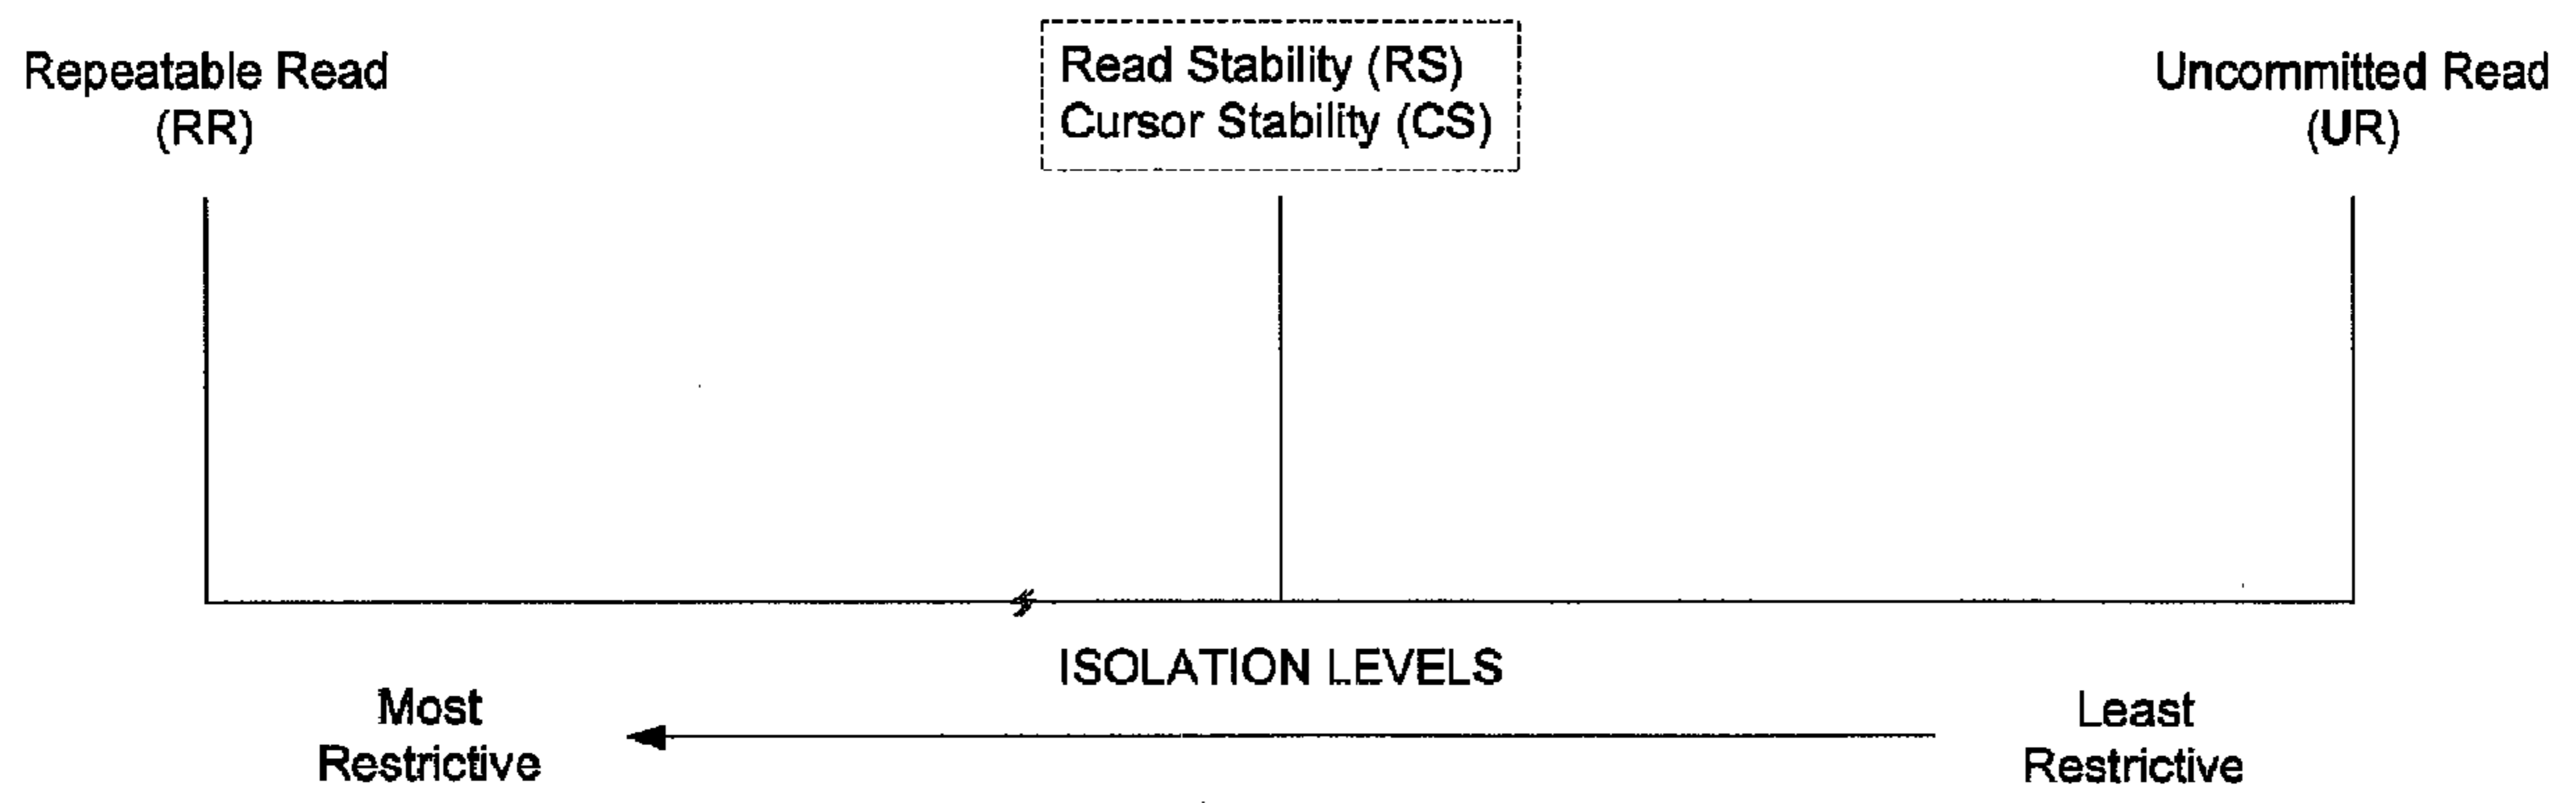 Repeatable Read
(RR)
Read Stability (RS)
Cursor Stability (CS)
Uncommitted Read
(UR)
ISOLATION LEVELS
Most
Restrictive
Least
Restrictive